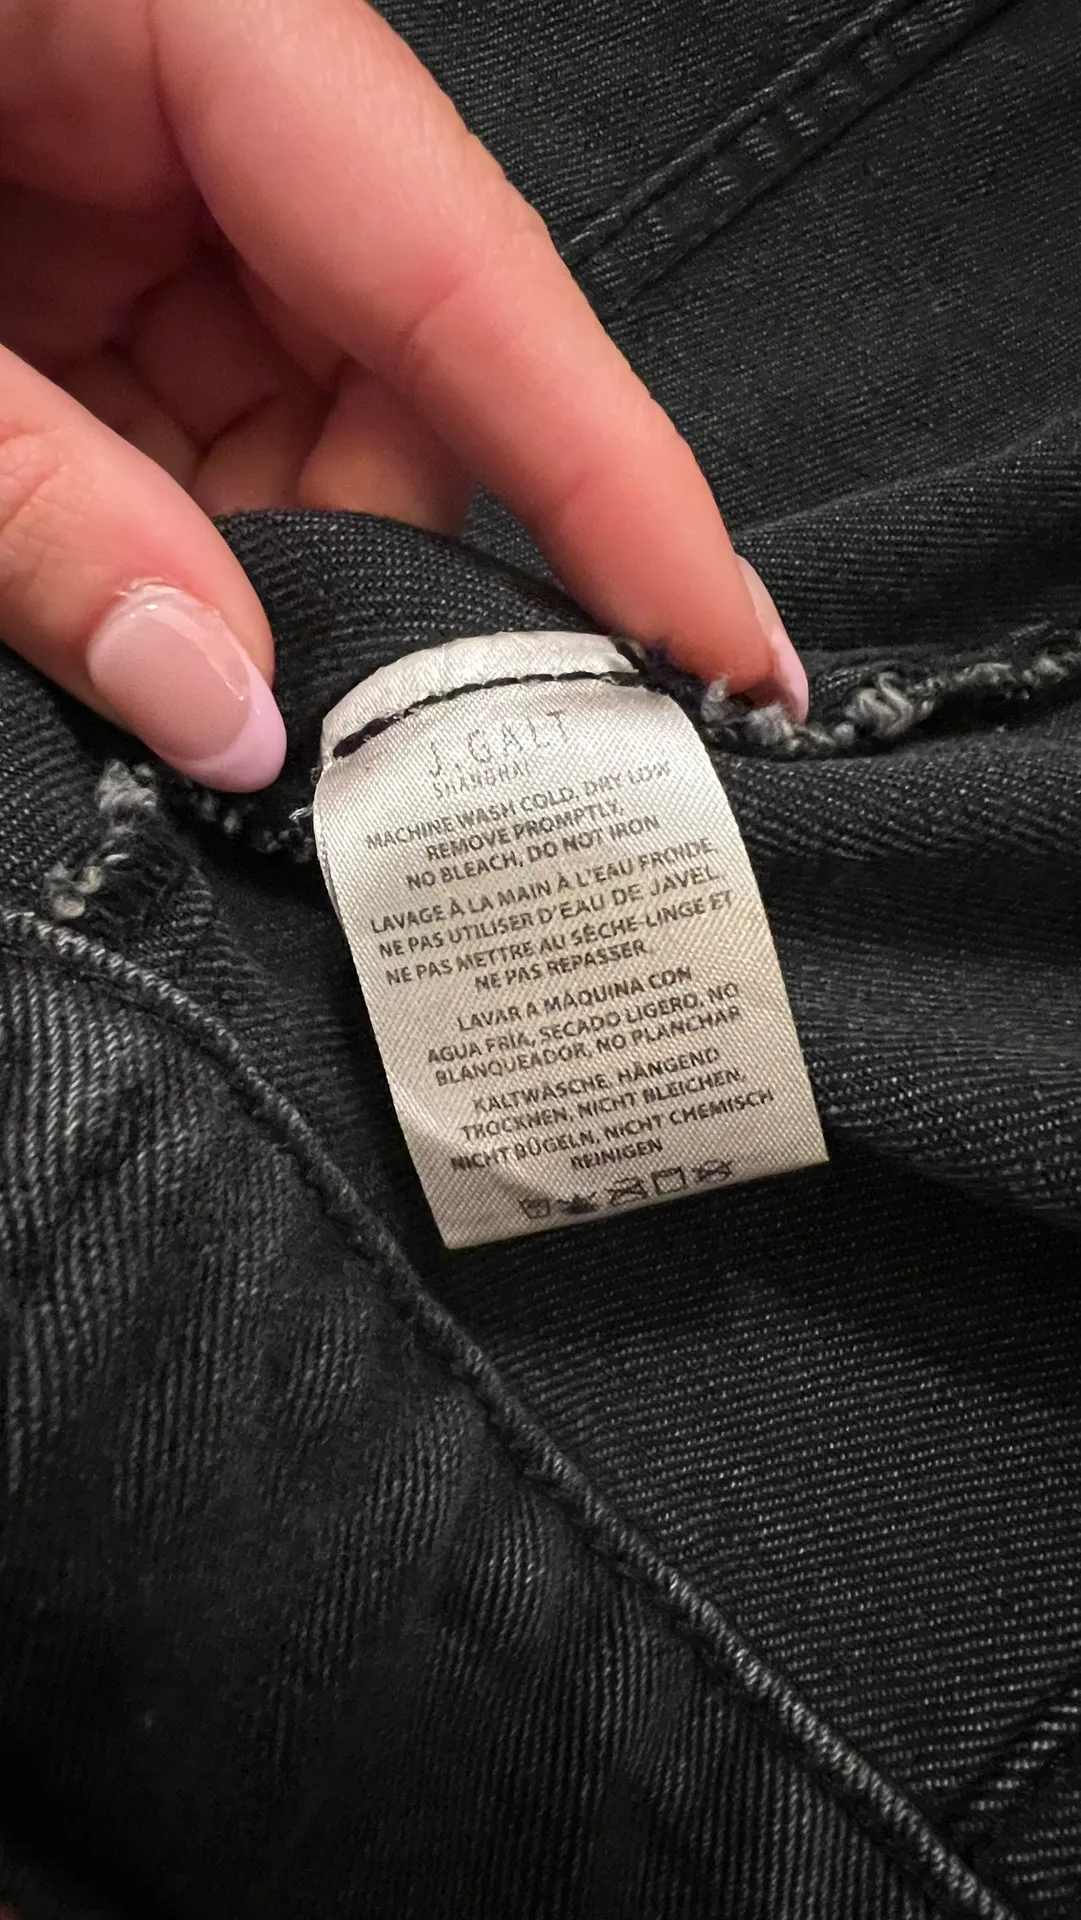 J.GALT
SHANGHAI
MACHINE WASH COLD, DRY LOW
REMOVE PROMPTLY,
NO BLEACH, DO NOT IRON
LAVAGE À LA MAIN À L'EAU FROIDE,
NE PAS UTILISER D'EAU DE JAVEL,
NE PAS METTRE AU SÈCHE-LINGE ET
NE PAS REPASSER.
LAVAR A MÁQUINA CON
AGUA FRÍA, SECADO LIGERO, NO
BLANQUEADOR, NO PLANCHAR
KALTWÄSCHE, HÄNGEND
TROCKNEN, NICHT BLEICHEN,
NICHT BÜGELN, NICHT CHEMISCH
REINIGEN